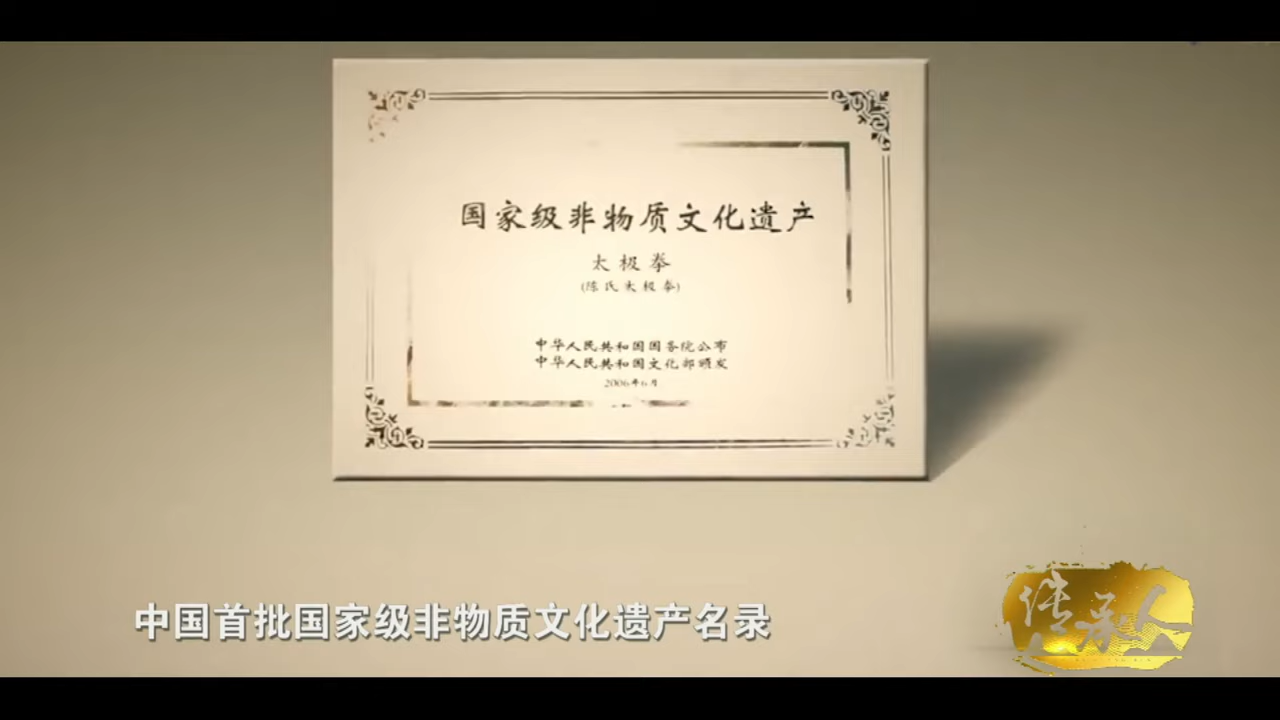 国家级非物质文化遗产
太极拳
(陈氏太极拳)
中华人民共和国国务院公布
中华人民共和国文化部颁发
2006年6月
中国首批国家级非物质文化遗产名录
传承人